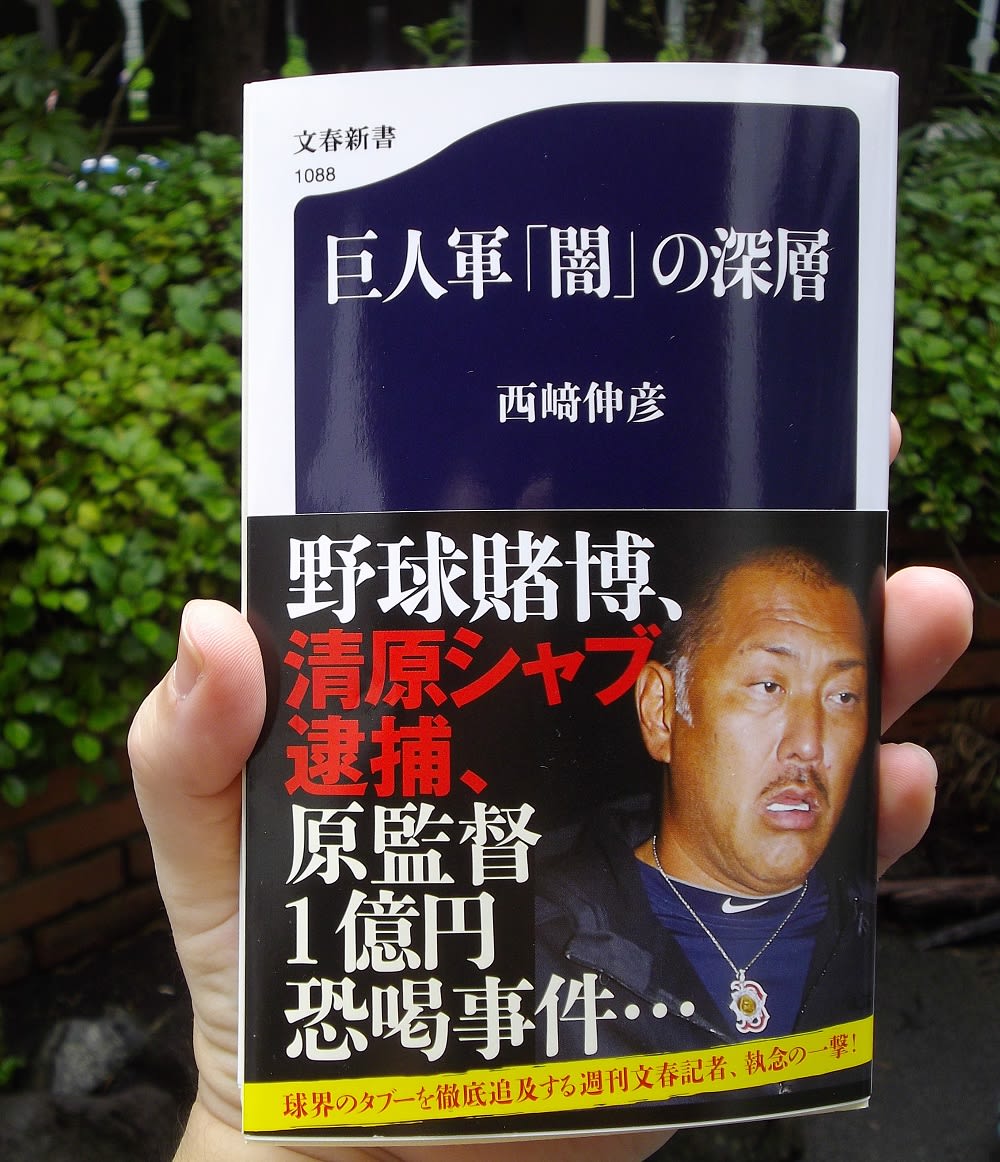 文春新書
1088
巨人軍「闇」の深層
西﨑伸彦
野球賭博、
清原シャブ
逮捕、
原監督
1億円
恐喝事件…
球界のタブーを徹底追及する週刊文春記者、執念の一撃!